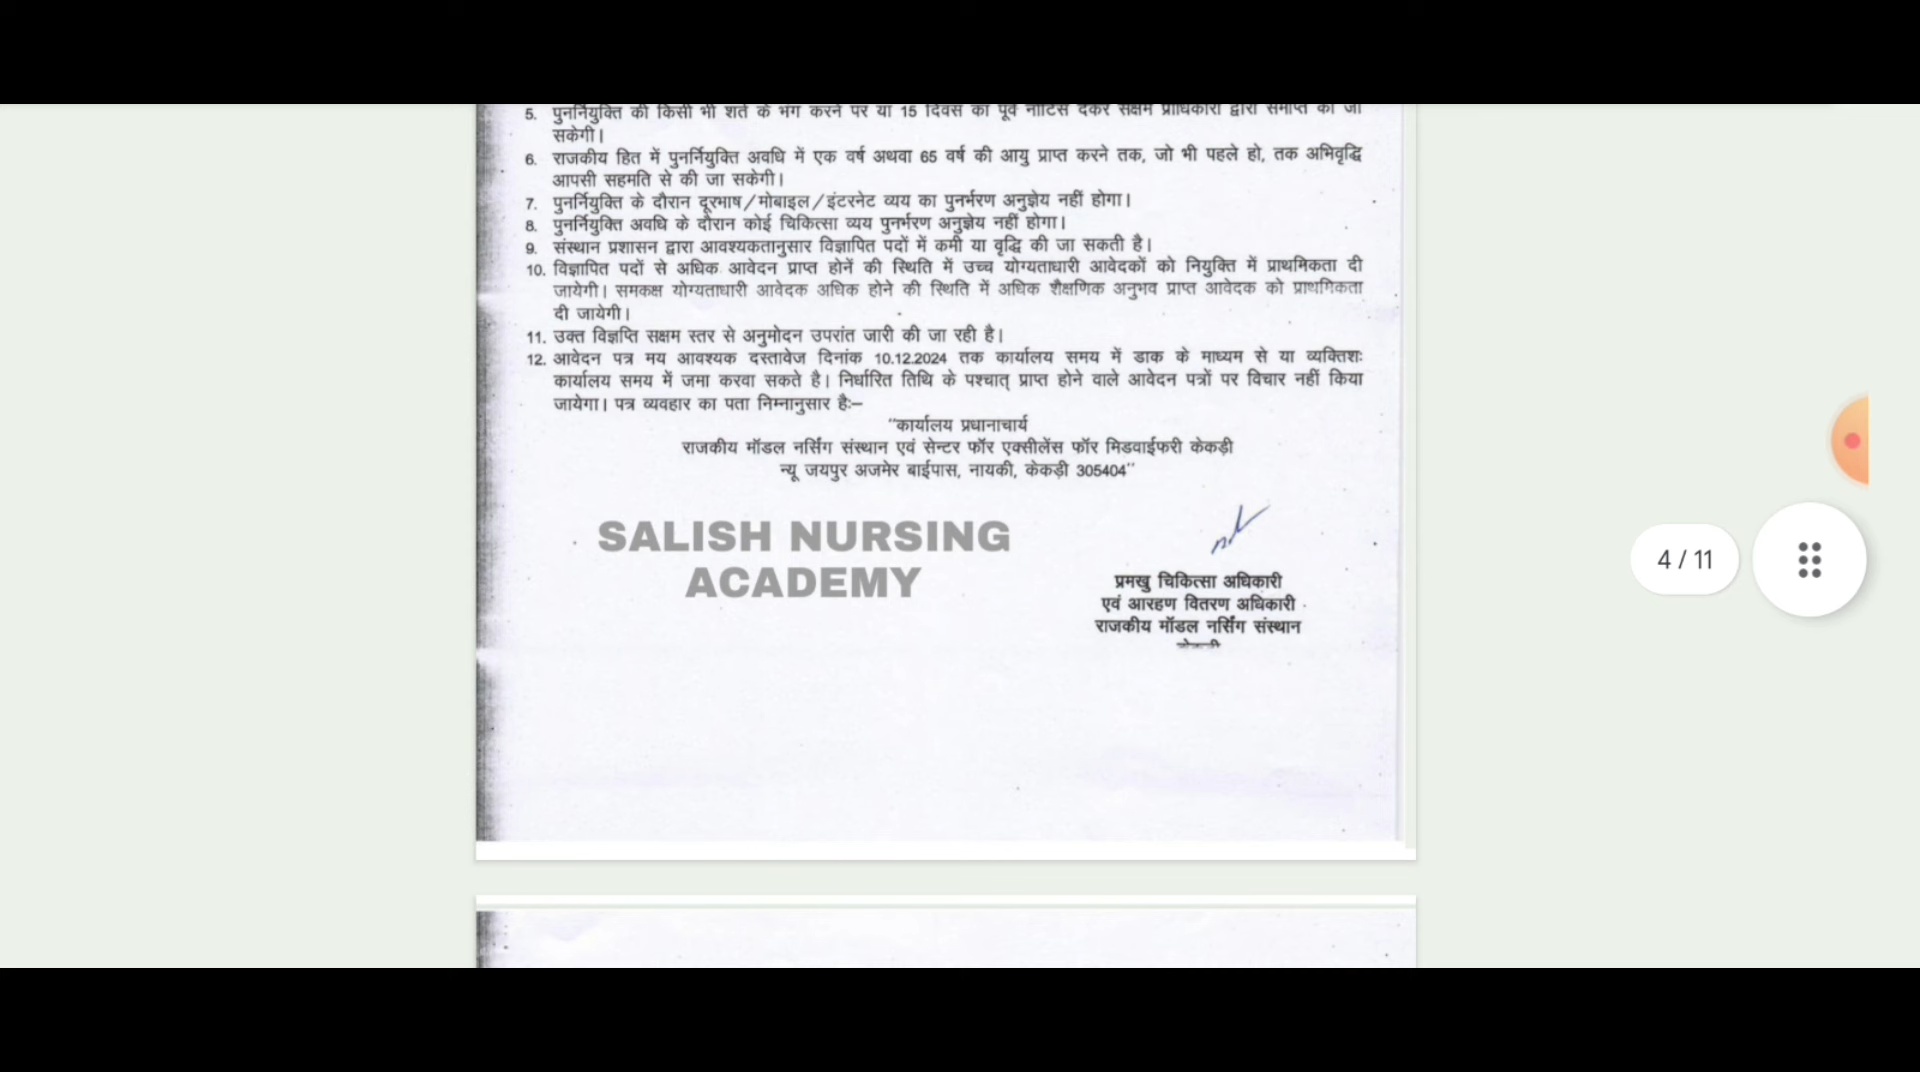 5. पुनर्नियुक्ति की किसी भी शर्त के भंग करने पर या 15 दिवस का पूर्व नोटिस देकर सक्षम प्राधिकारी द्वारा समाप्त की जा
सकेगी।
6. राजकीय हित में पुनर्नियुक्ति अवधि में एक वर्ष अथवा 65 वर्ष की आयु प्राप्त करने तक, जो भी पहले हो, तक अभिवृद्धि
आपसी सहमति से की जा सकेगी।
7. पुनर्नियुक्ति के दौरान दूरभाष/मोबाइल/इंटरनेट व्यय का पुनर्भरण अनुज्ञेय नहीं होगा।
8. पुनर्नियुक्ति अवधि के दौरान कोई चिकित्सा व्यय पुनर्भरण अनुज्ञेय नहीं होगा।
9. संस्थान प्रशासन द्वारा आवश्यकतानुसार विज्ञापित पदों में कमी या वृद्धि की जा सकती है।
10. विज्ञापित पदों से अधिक आवेदन प्राप्त होनें की स्थिति में उच्च योग्यताधारी आवेदकों को नियुक्ति में प्राथमिकता दी
जायेगी। समकक्ष योग्यताधारी आवेदक अधिक होने की स्थिति में अधिक शैक्षणिक अनुभव प्राप्त आवेदक को प्राथमिकता
दी जायेगी।
11. उक्त विज्ञप्ति सक्षम स्तर से अनुमोदन उपरांत जारी की जा रही है।
12. आवेदन पत्र मय आवश्यक दस्तावेज दिनांक 10.12.2024 तक कार्यालय समय में डाक के माध्यम से या व्यक्तिशः
कार्यालय समय में जमा करवा सकते है। निर्धारित तिथि के पश्चात् प्राप्त होने वाले आवेदन पत्रों पर विचार नहीं किया
जायेगा। पत्र व्यवहार का पता निम्नानुसार है:–
"कार्यालय प्रधानाचार्य
राजकीय मॉडल नर्सिंग संस्थान एवं सेन्टर फॉर एक्सीलेंस फॉर मिडवाईफरी केकड़ी
न्यू जयपुर अजमेर बाईपास, नायकी, केकड़ी 305404"
SALISH NURSING
ACADEMY
प्रमखु चिकित्सा अधिकारी
एवं आरहण वितरण अधिकारी
राजकीय मॉडल नर्सिंग संस्थान
4 / 11